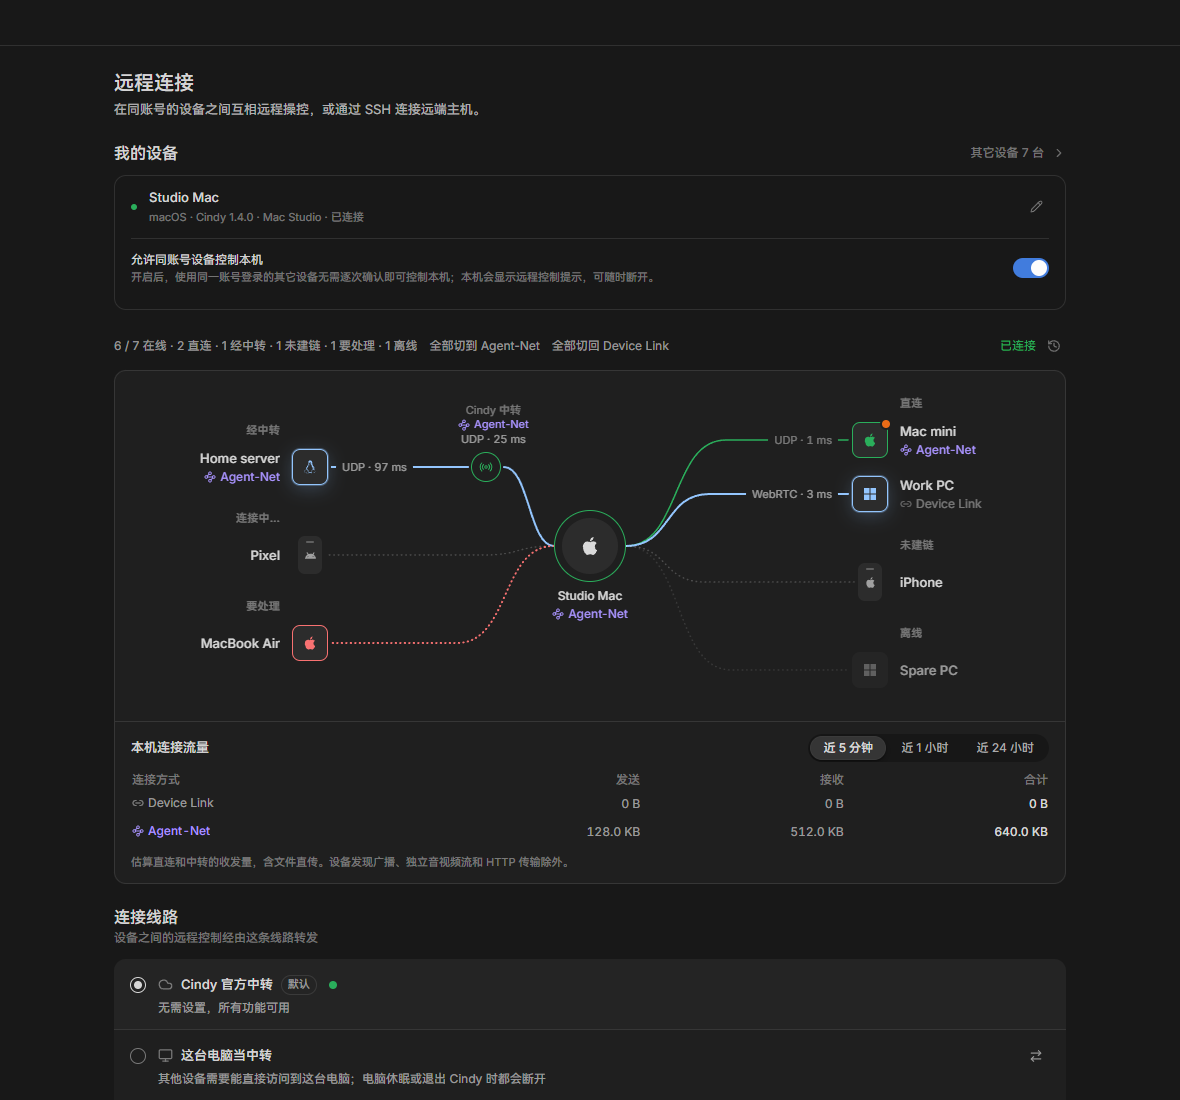 远程连接
在同账号的设备之间互相远程操控，或通过 SSH 连接远端主机。
我的设备
其它设备 7 台
Studio Mac
macOS · Cindy 1.4.0 · Mac Studio · 已连接
允许同账号设备控制本机
开启后，使用同一账号登录的其它设备无需逐次确认即可控制本机；本机会显示远程控制提示，可随时断开。
6 / 7 在线 · 2 直连 · 1 经中转 · 1 未建链 · 1 要处理 · 1 离线 全部切到 Agent-Net 全部切回 Device Link
已连接
经中转
Home server
Agent-Net
UDP · 97 ms
Cindy 中转
Agent-Net
UDP · 25 ms
连接中...
Pixel
要处理
MacBook Air
Studio Mac
Agent-Net
直连
UDP · 1 ms
Mac mini
Agent-Net
WebRTC · 3 ms
Work PC
Device Link
未建链
iPhone
离线
Spare PC
本机连接流量
近 5 分钟 近 1 小时 近 24 小时
连接方式 发送 接收 合计
Device Link 0 B 0 B 0 B
Agent-Net 128.0 KB 512.0 KB 640.0 KB
估算直连和中转的收发量，含文件直传。设备发现广播、独立音视频流和 HTTP 传输除外。
连接线路
设备之间的远程控制经由这条线路转发
Cindy 官方中转 默认
无需设置，所有功能可用
这台电脑当中转
其他设备需要能直接访问到这台电脑；电脑休眠或退出 Cindy 时都会断开